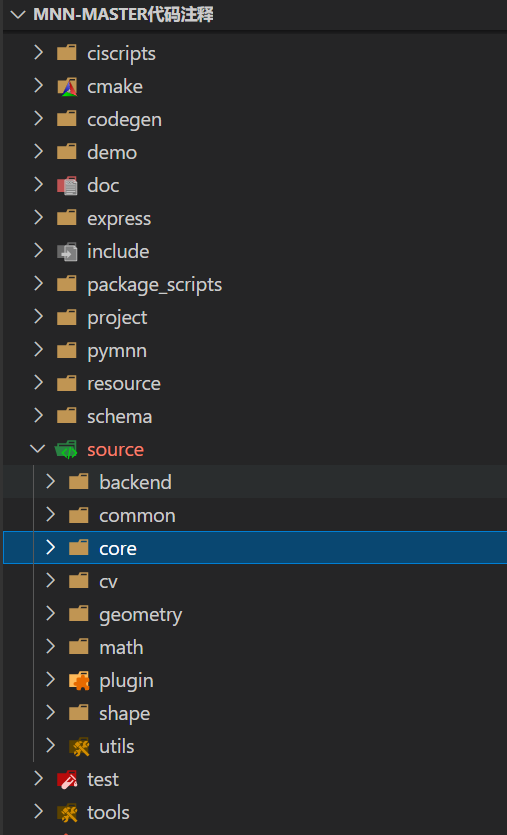 MNN-MASTER代码注释
ciscripts
cmake
codegen
demo
doc
express
include
package_scripts
project
pymnn
resource
schema
source
backend
common
core
cv
geometry
math
plugin
shape
utils
test
tools